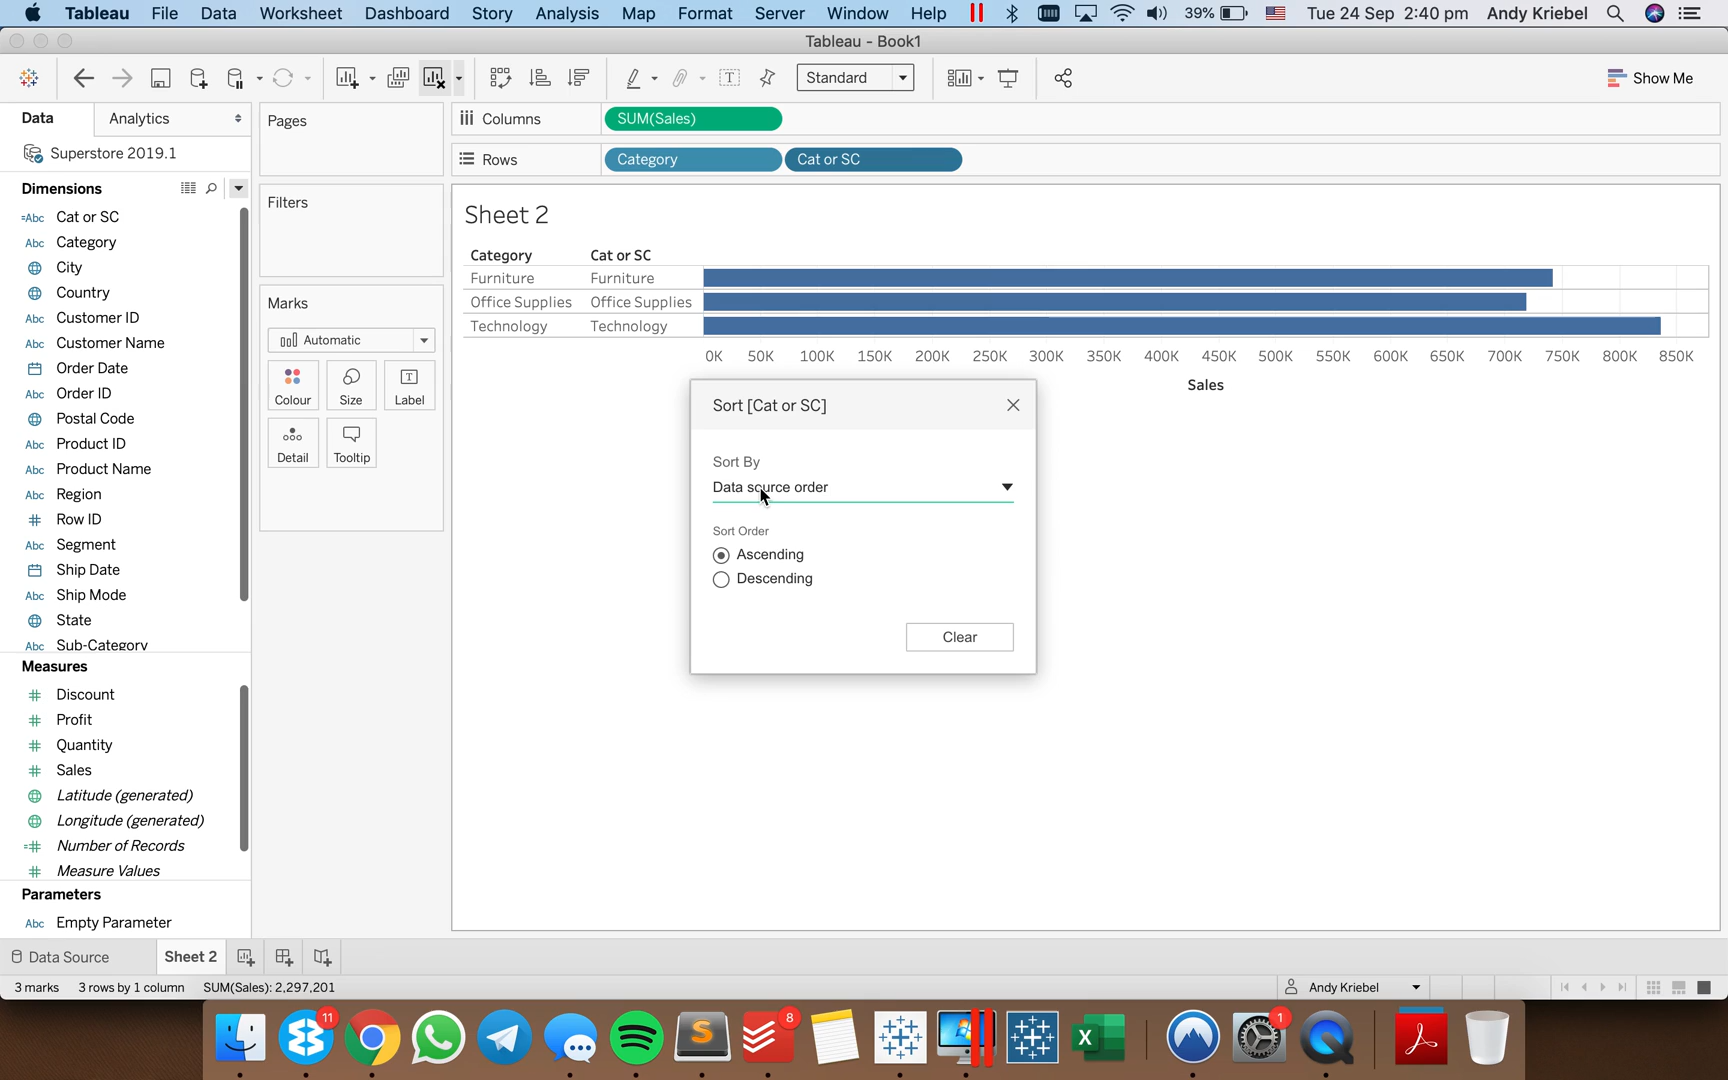 Tableau File Data Worksheet Dashboard Story Analysis Map Format Server Window Help 39% Tue 24 Sep 2:40 pm Andy Kriebel
Tableau - Book1
Standard
Show Me
Data
Analytics
Superstore 2019.1
Dimensions
=Abc Cat or SC
Abc Category
City
Country
Abc Customer ID
Abc Customer Name
Order Date
Abc Order ID
Postal Code
Abc Product ID
Abc Product Name
Abc Region
# Row ID
Abc Segment
Ship Date
Abc Ship Mode
State
Abc Sub-Category
Measures
# Discount
# Profit
# Quantity
# Sales
Latitude (generated)
Longitude (generated)
=# Number of Records
# Measure Values
Parameters
Abc Empty Parameter
Pages
Filters
Marks
Automatic
Colour Size Label
Detail Tooltip
Columns SUM(Sales)
Rows Category Cat or SC
Sheet 2
Category Cat or SC
Furniture Furniture
Office Supplies Office Supplies
Technology Technology
0K 50K 100K 150K 200K 250K 300K 350K 400K 450K 500K 550K 600K 650K 700K 750K 800K 850K
Sales
Sort [Cat or SC]
Sort By
Data source order
Sort Order
Ascending
Descending
Clear
Data Source Sheet 2
3 marks 3 rows by 1 column SUM(Sales): 2,297,201 Andy Kriebel
11 8 1